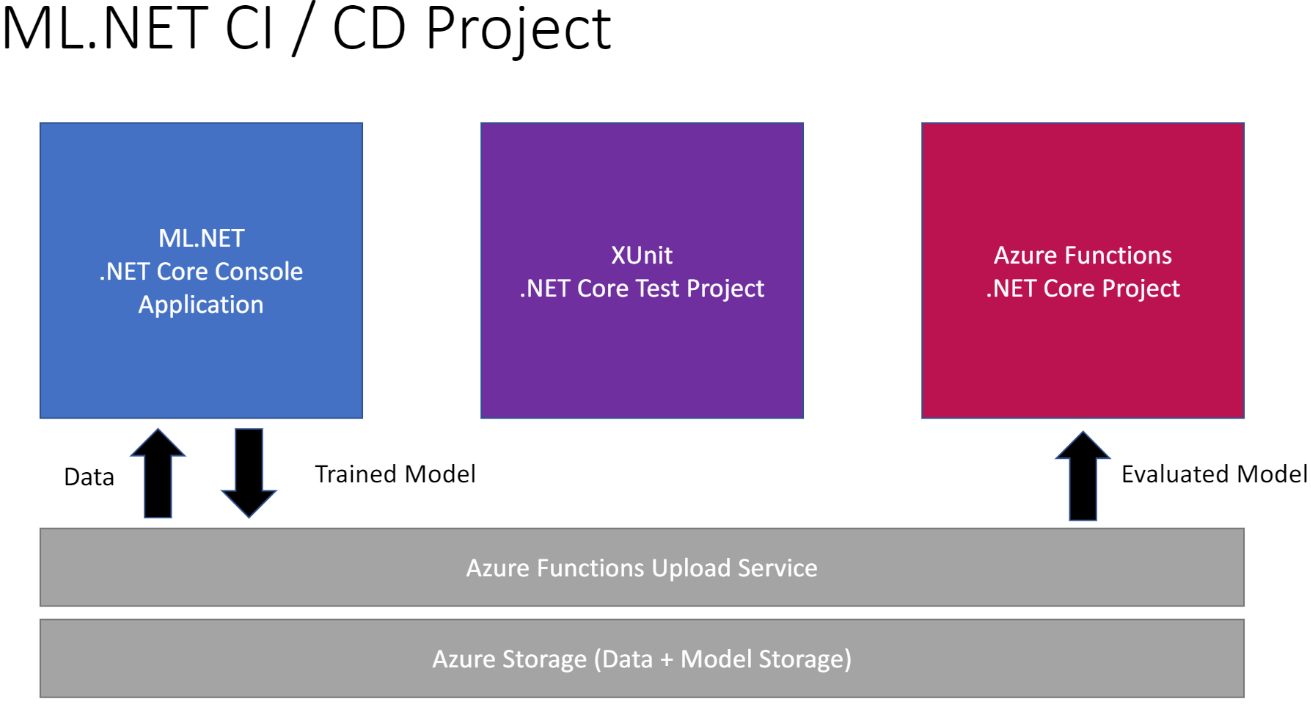 ML.NET CI / CD Project
ML.NET
.NET Core Console
Application
XUnit
.NET Core Test Project
Azure Functions
.NET Core Project
Data
Trained Model
Evaluated Model
Azure Functions Upload Service
Azure Storage (Data + Model Storage)